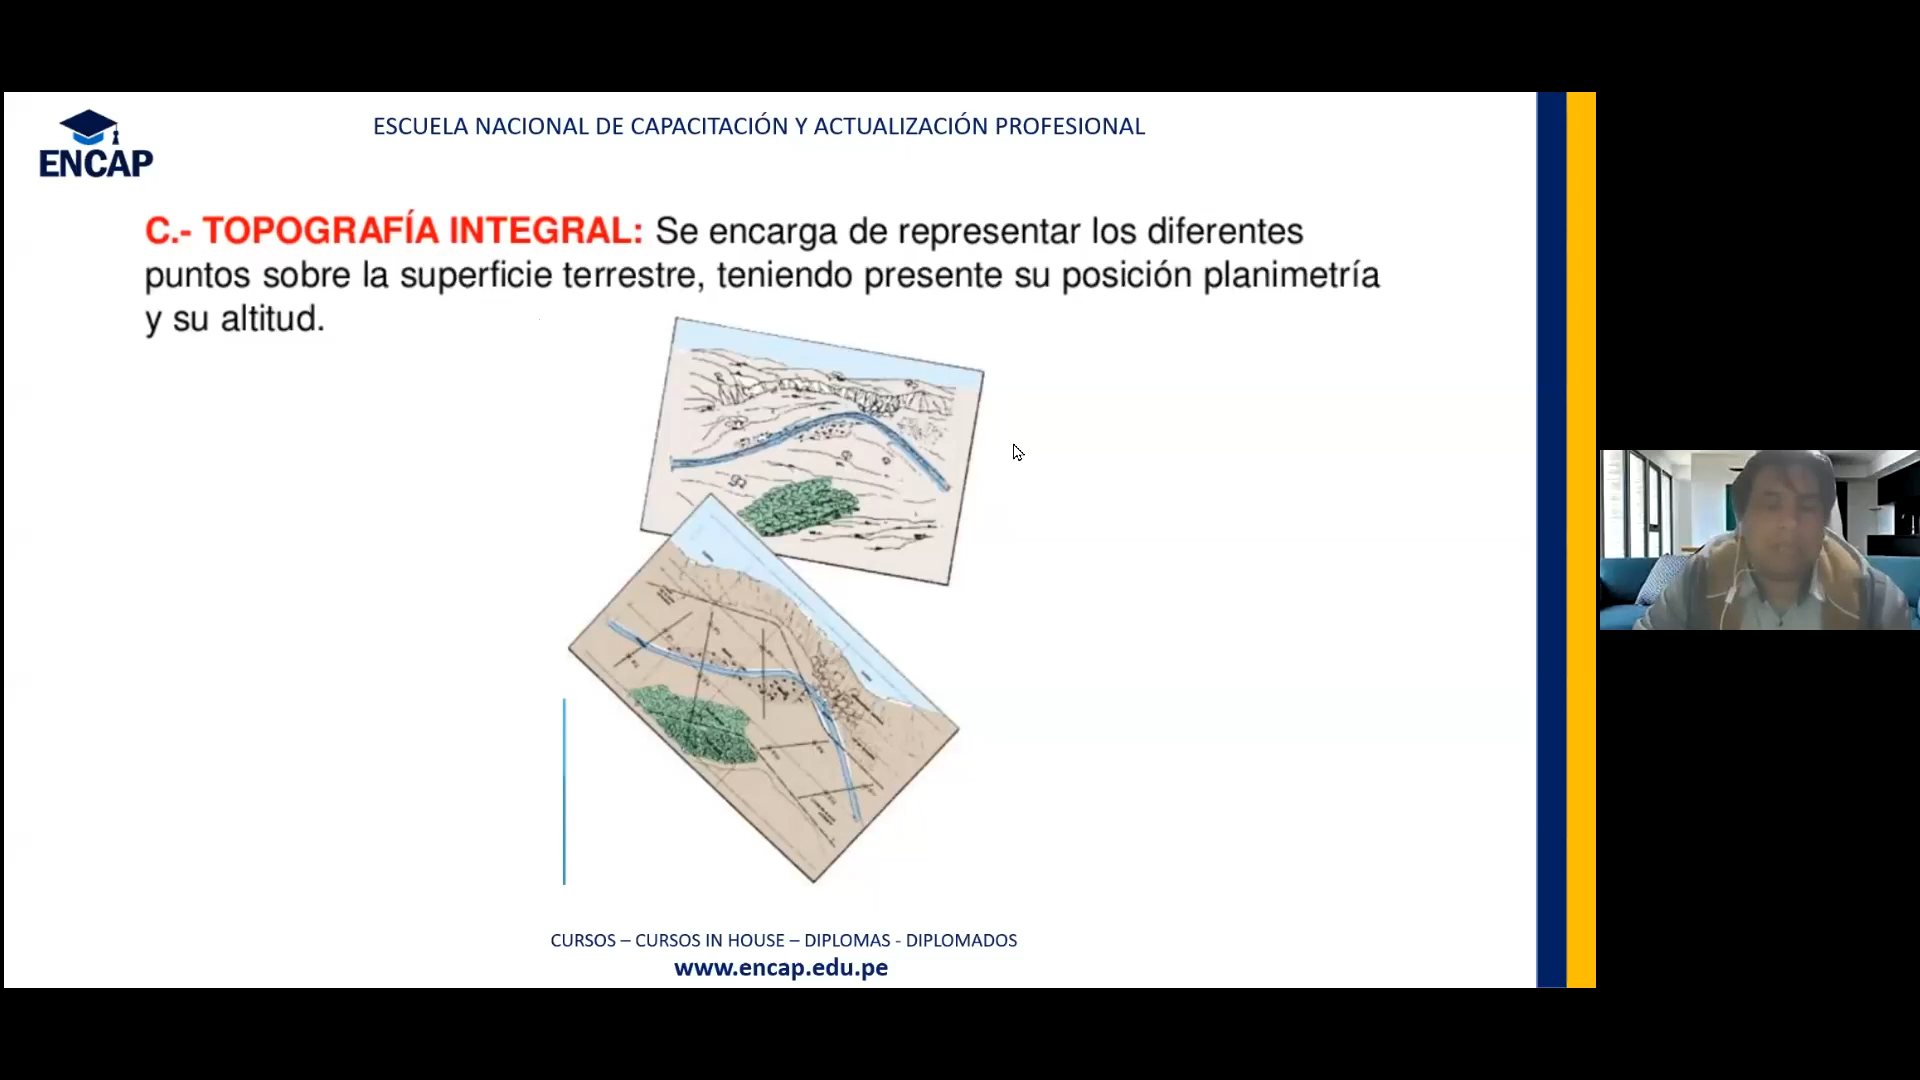 ENCAP
ESCUELA NACIONAL DE CAPACITACIÓN Y ACTUALIZACIÓN PROFESIONAL
C.- TOPOGRAFÍA INTEGRAL: Se encarga de representar los diferentes
puntos sobre la superficie terrestre, teniendo presente su posición planimetría
y su altitud.
CURSOS – CURSOS IN HOUSE – DIPLOMAS - DIPLOMADOS
www.encap.edu.pe